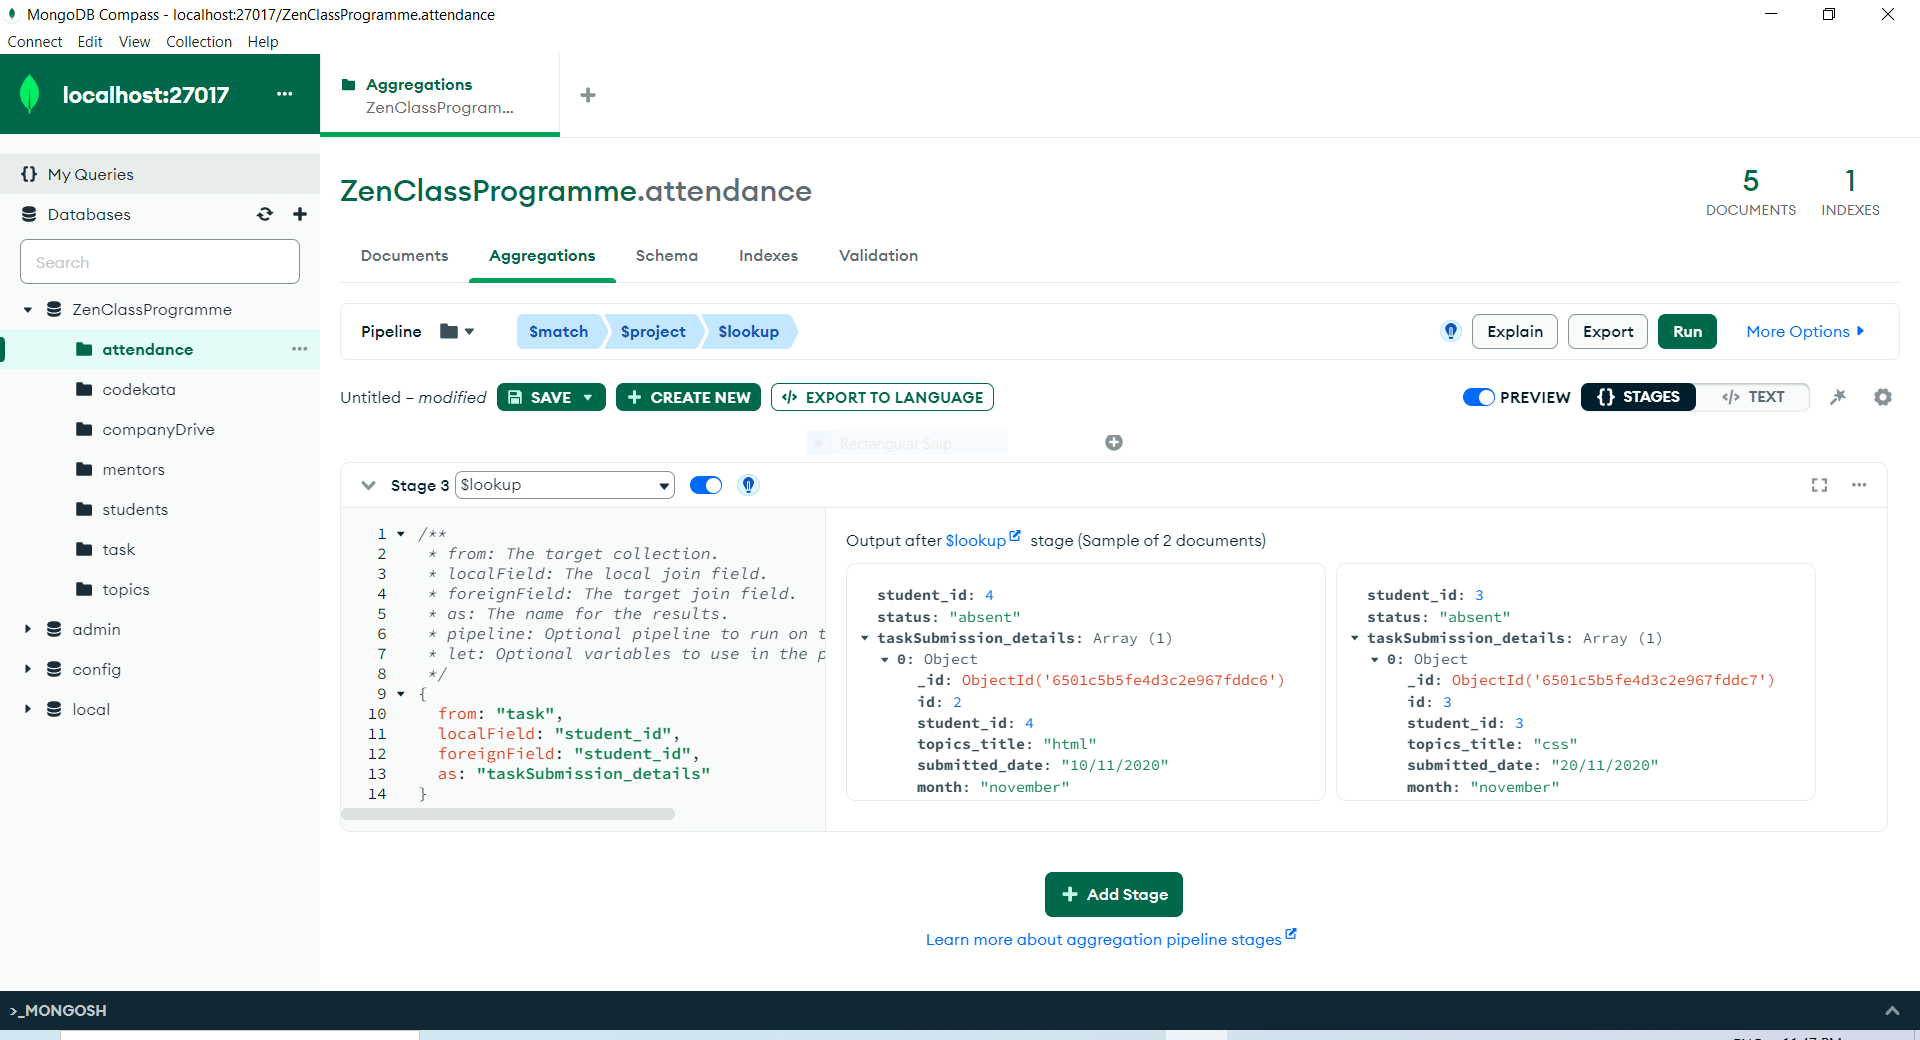 MongoDB Compass - localhost:27017/ZenClassProgramme.attendance
Connect Edit View Collection Help
localhost:27017 ···
Aggregations
ZenClassProgram...
{} My Queries
Databases
Search
ZenClassProgramme
attendance ···
codekata
companyDrive
mentors
students
task
topics
admin
config
local
ZenClassProgramme.attendance
5
DOCUMENTS
1
INDEXES
Documents Aggregations Schema Indexes Validation
Pipeline $match $project $lookup Explain Export Run More Options
Untitled – modified SAVE + CREATE NEW </> EXPORT TO LANGUAGE PREVIEW {} STAGES </> TEXT
Rectangular Snip
Stage 3 $lookup
1 /**
2 * from: The target collection.
3 * localField: The local join field.
4 * foreignField: The target join field.
5 * as: The name for the results.
6 * pipeline: Optional pipeline to run on t
7 * let: Optional variables to use in the p
8 */
9 {
10 from: "task",
11 localField: "student_id",
12 foreignField: "student_id",
13 as: "taskSubmission_details"
14 }
Output after $lookup stage (Sample of 2 documents)
student_id: 4
status: "absent"
taskSubmission_details: Array (1)
0: Object
_id: ObjectId('6501c5b5fe4d3c2e967fddc6')
id: 2
student_id: 4
topics_title: "html"
submitted_date: "10/11/2020"
month: "november"
student_id: 3
status: "absent"
taskSubmission_details: Array (1)
0: Object
_id: ObjectId('6501c5b5fe4d3c2e967fddc7')
id: 3
student_id: 3
topics_title: "css"
submitted_date: "20/11/2020"
month: "november"
+ Add Stage
Learn more about aggregation pipeline stages
>_MONGOSH